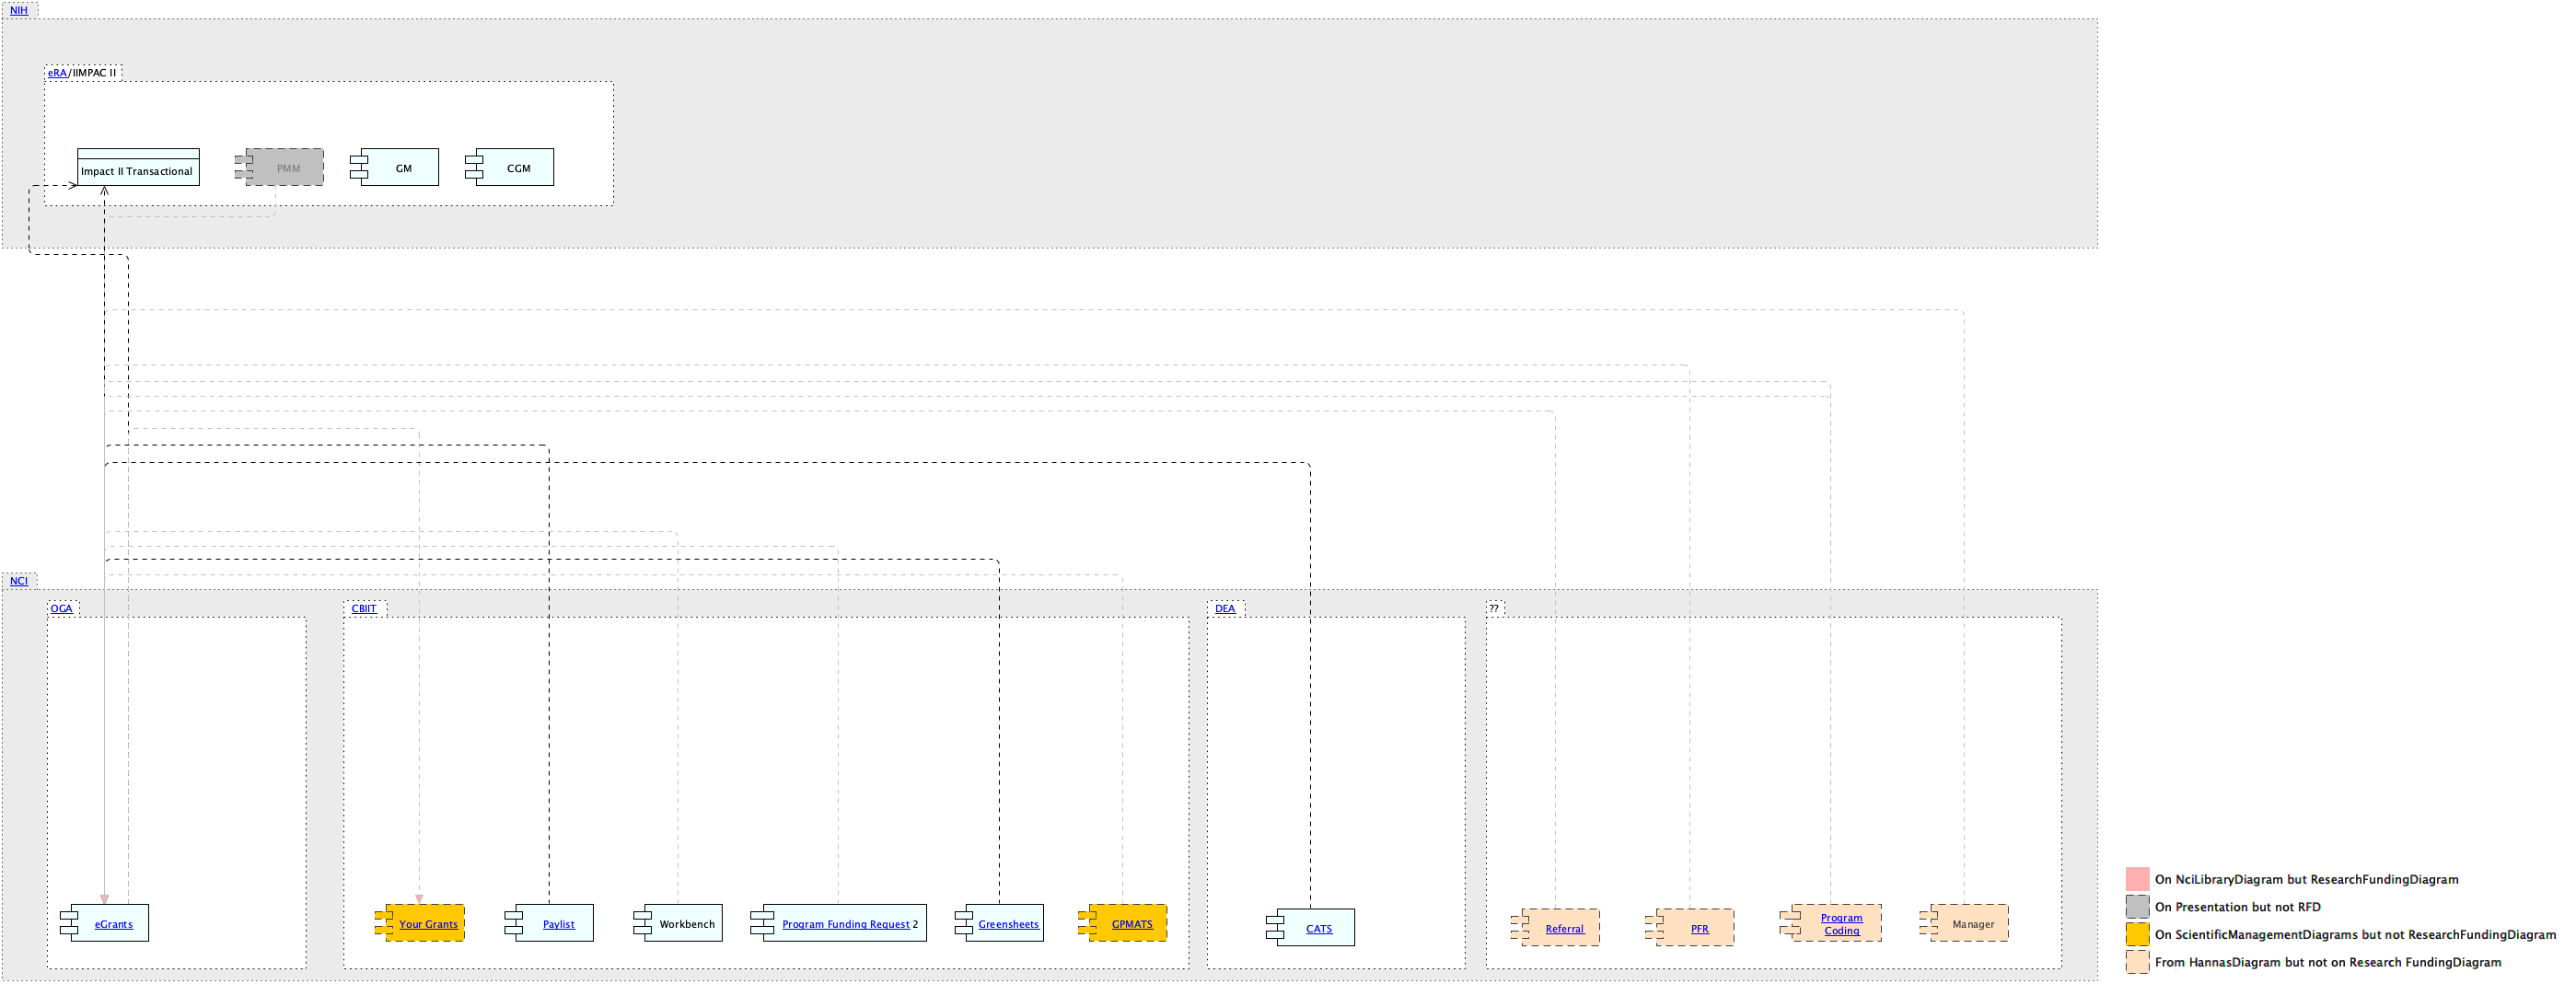 NIH
eRA/IIMPAC II
Impact II Transactional
PMM
GM
CGM
NCI
OGA
CBIIT
DEA
??
eGrants
Your Grants
Paylist
Workbench
Program Funding Request 2
Greensheets
GPMATS
CATS
Referral
PFR
Program
Coding
Manager
On NciLibraryDiagram but ResearchFundingDiagram
On Presentation but not RFD
On ScientificManagementDiagrams but not ResearchFundingDiagram
From HannasDiagram but not on Research FundingDiagram